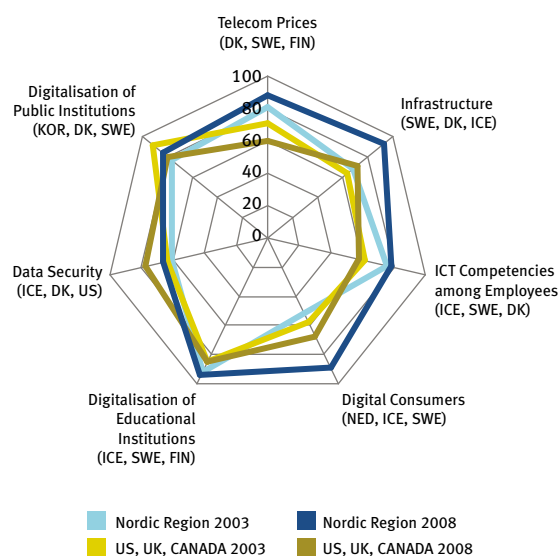 Telecom Prices
(DK, SWE, FIN)
100
80
60
40
20
0
Infrastructure
(SWE, DK, ICE)
ICT Competencies
among Employees
(ICE, SWE, DK)
Digital Consumers
(NED, ICE, SWE)
Digitalisation of
Educational
Institutions
(ICE, SWE, FIN)
Data Security
(ICE, DK, US)
Digitalisation of
Public Institutions
(KOR, DK, SWE)
Nordic Region 2003
Nordic Region 2008
US, UK, CANADA 2003
US, UK, CANADA 2008